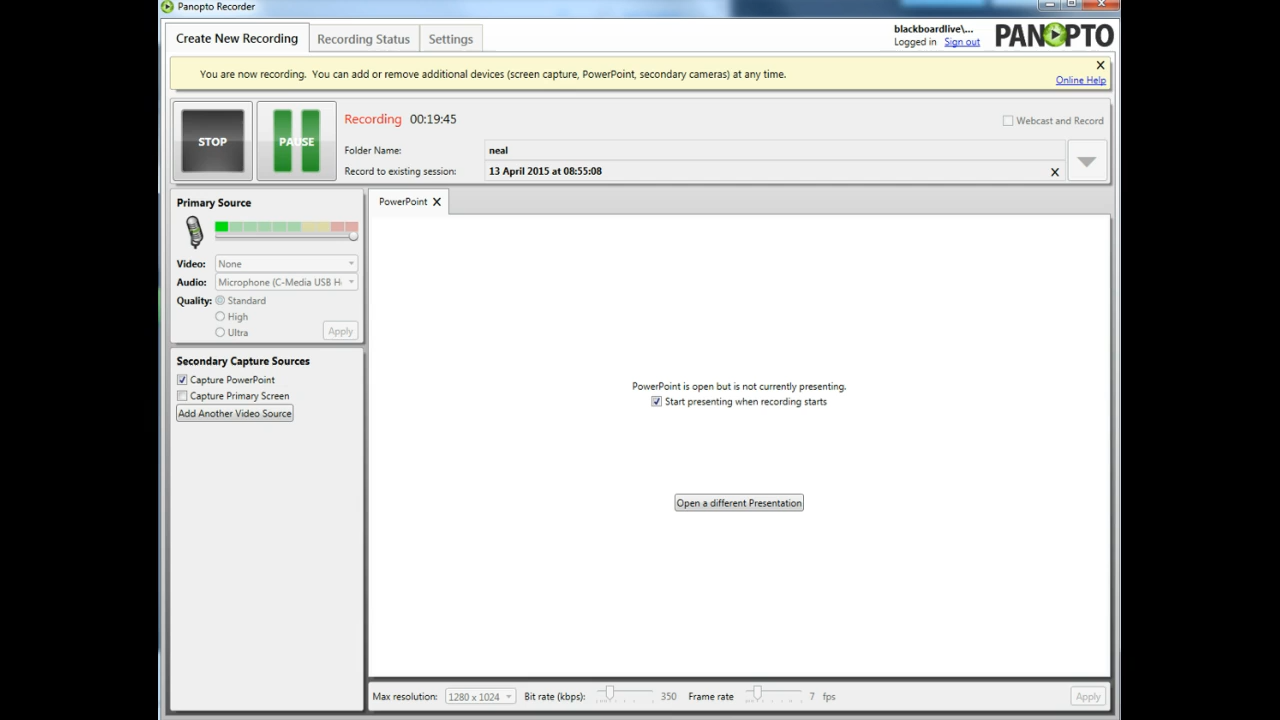 Panopto Recorder
Create New Recording
Recording Status
Settings
blackboardlive\...
Logged in Sign out
PANOPTO
You are now recording. You can add or remove additional devices (screen capture, PowerPoint, secondary cameras) at any time.
Online Help
STOP
PAUSE
Recording 00:19:45
Webcast and Record
Folder Name: neal
Record to existing session: 13 April 2015 at 08:55:08
Primary Source
PowerPoint
Video: None
Audio: Microphone (C-Media USB H
Quality: Standard
High
Ultra
Apply
Secondary Capture Sources
Capture PowerPoint
Capture Primary Screen
Add Another Video Source
PowerPoint is open but is not currently presenting.
Start presenting when recording starts
Open a different Presentation
Max resolution: 1280 x 1024 Bit rate (kbps): 350 Frame rate 7 fps Apply